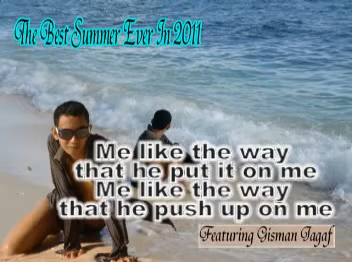 The Best Summer Ever In 2011
Me like the way
that he put it on me
Me like the way
that he push up on me
Featuring Gisman Gagaf